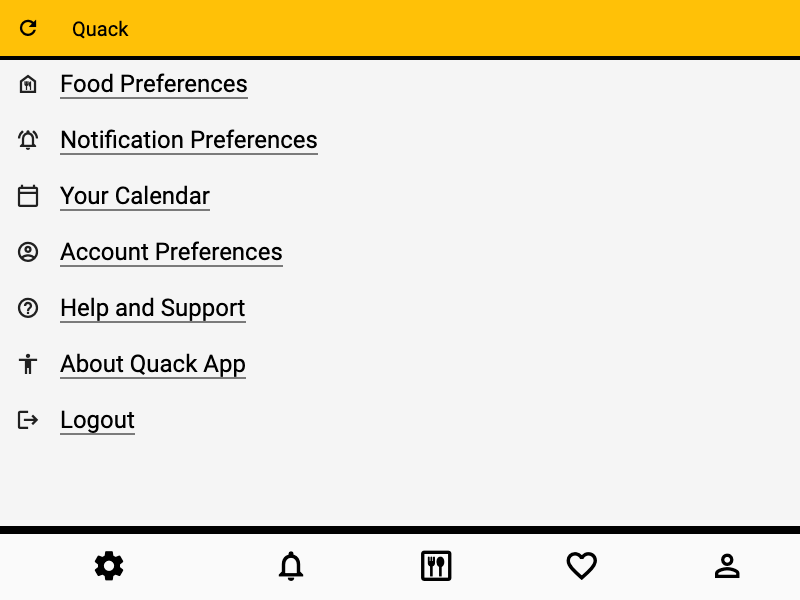 Quack
Food Preferences
Notification Preferences
Your Calendar
Account Preferences
Help and Support
About Quack App
Logout